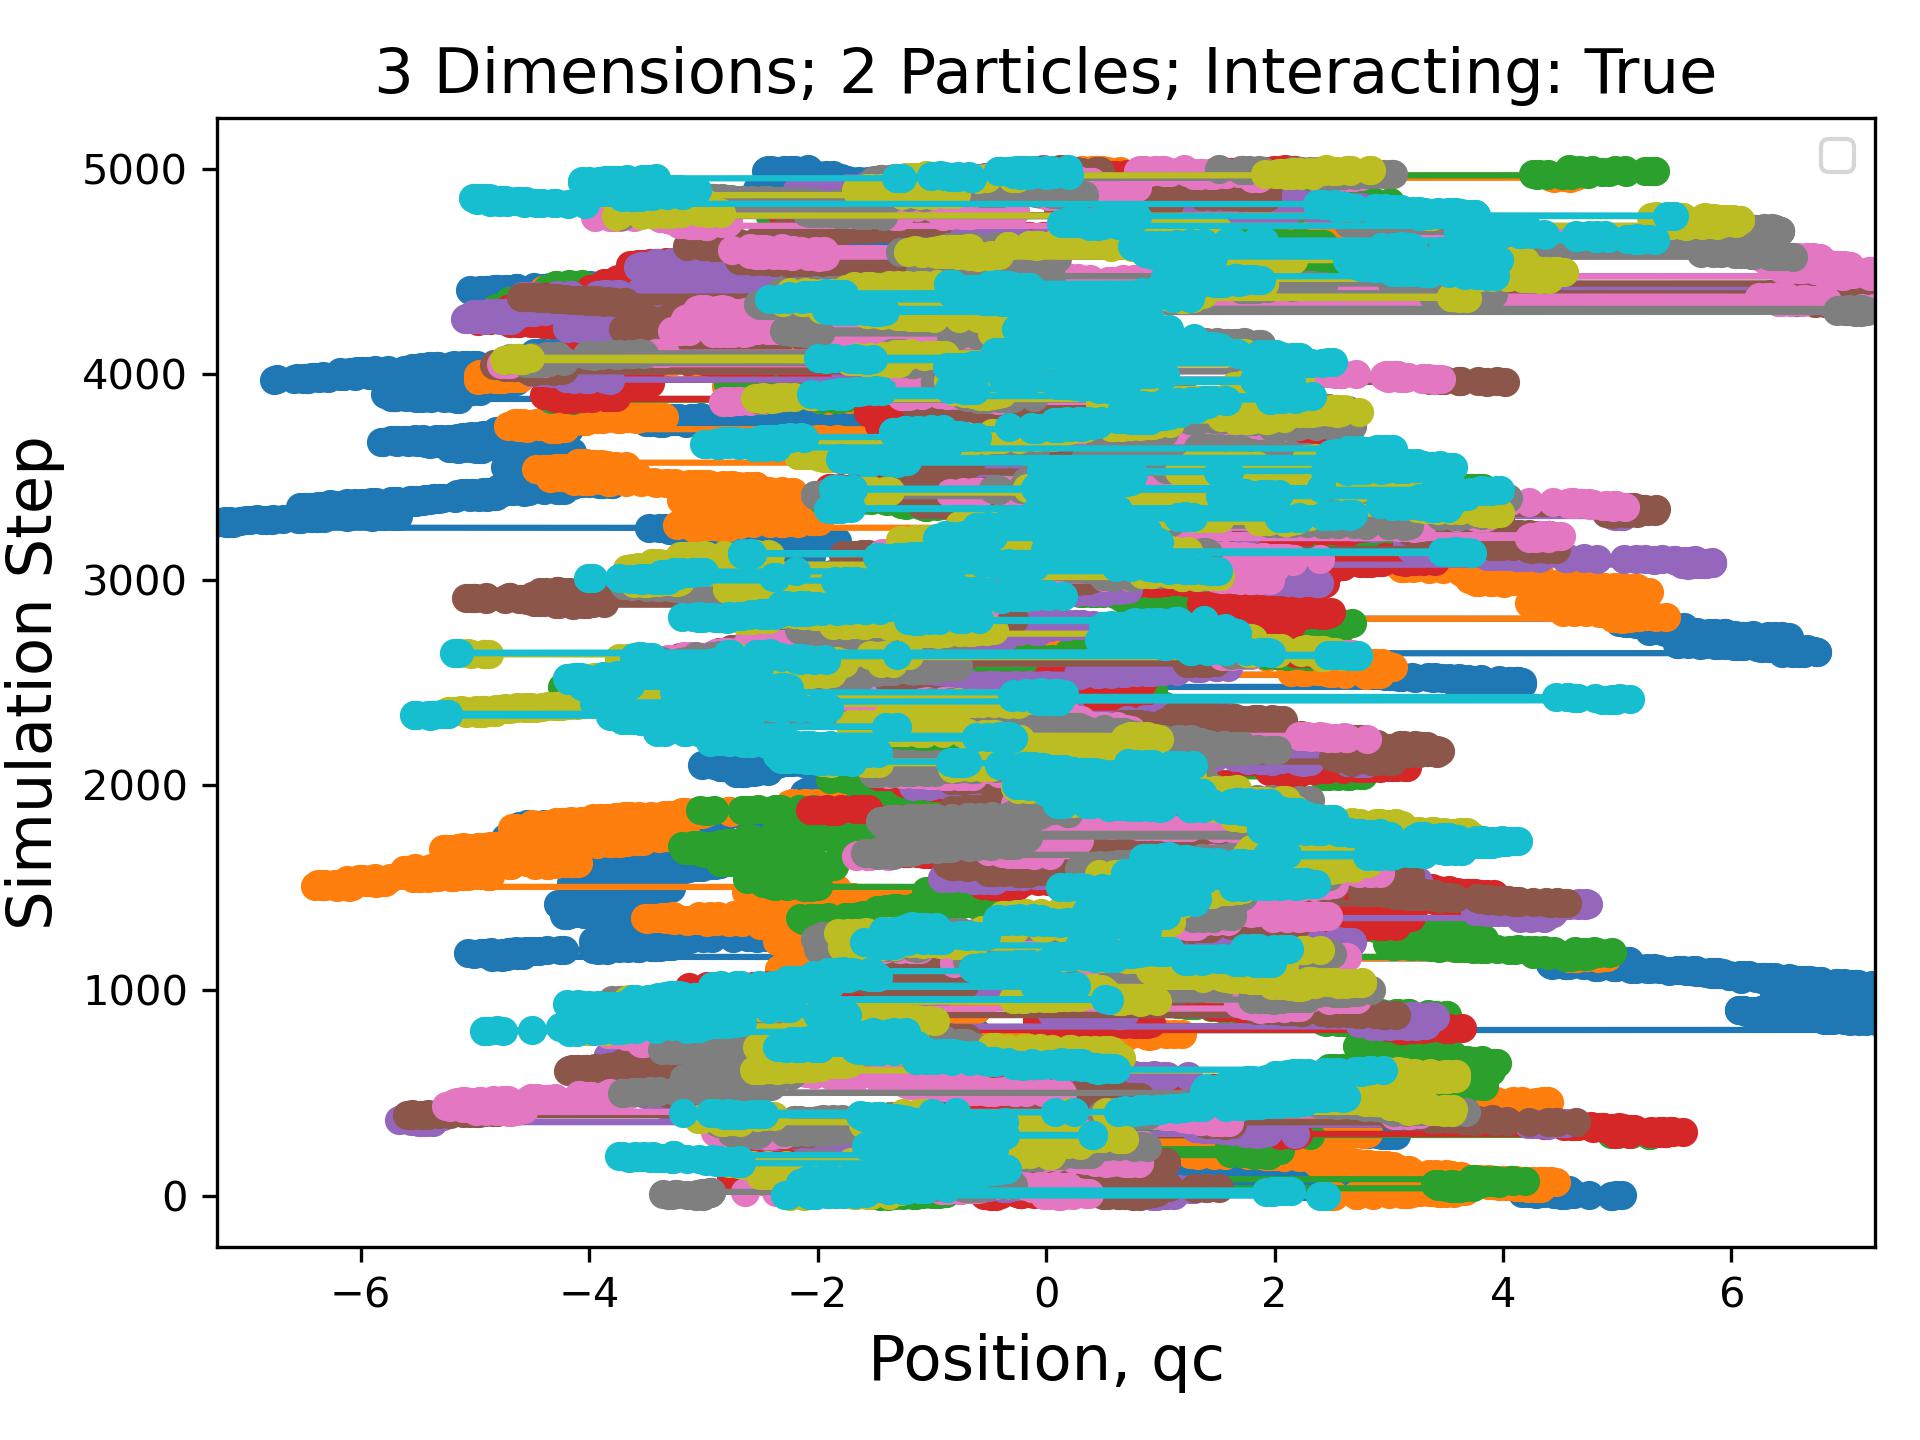 3 Dimensions; 2 Particles; Interacting: True
5000
4000
3000
2000
1000
0
Simulation Step
−6 −4 −2 0 2 4 6
Position, qc